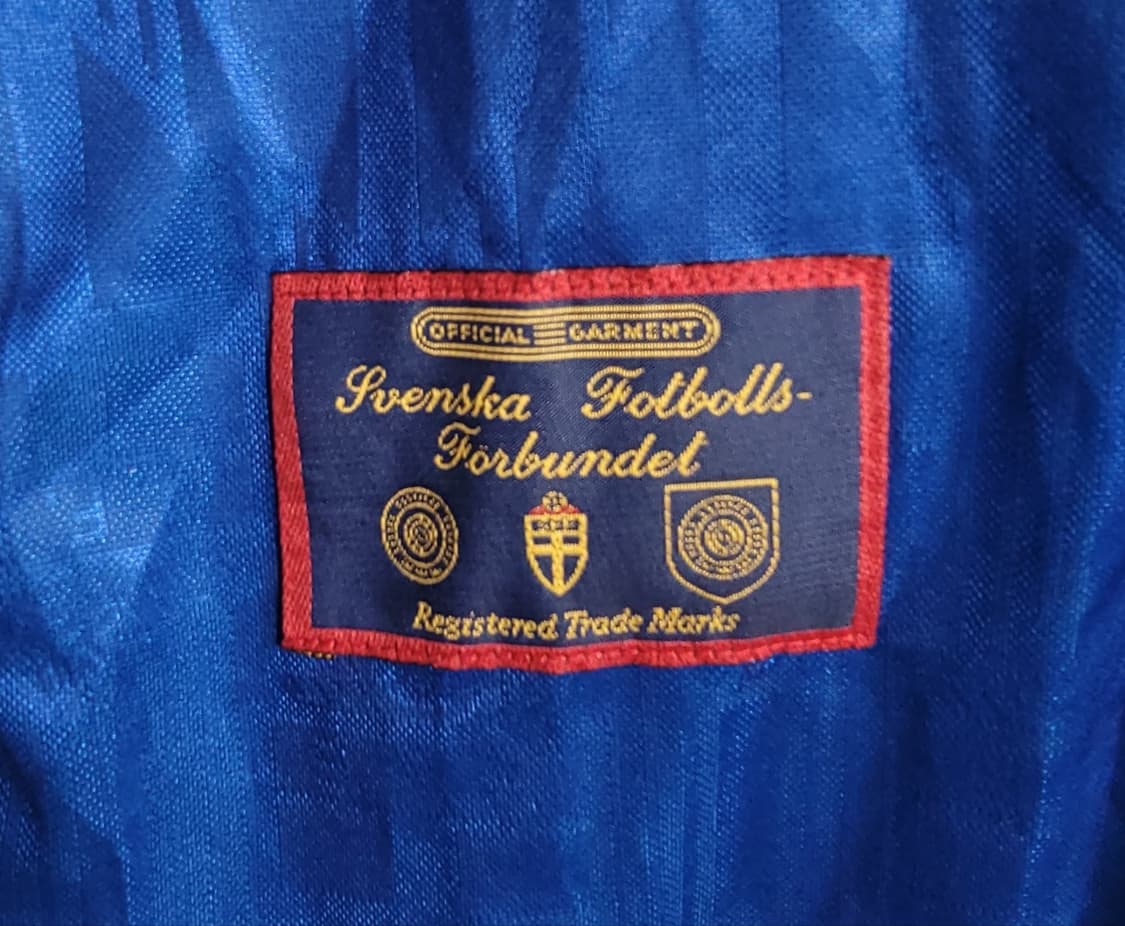 OFFICIAL GARMENT
Svenska Fotbolls-
Förbundet
Registered Trade Marks